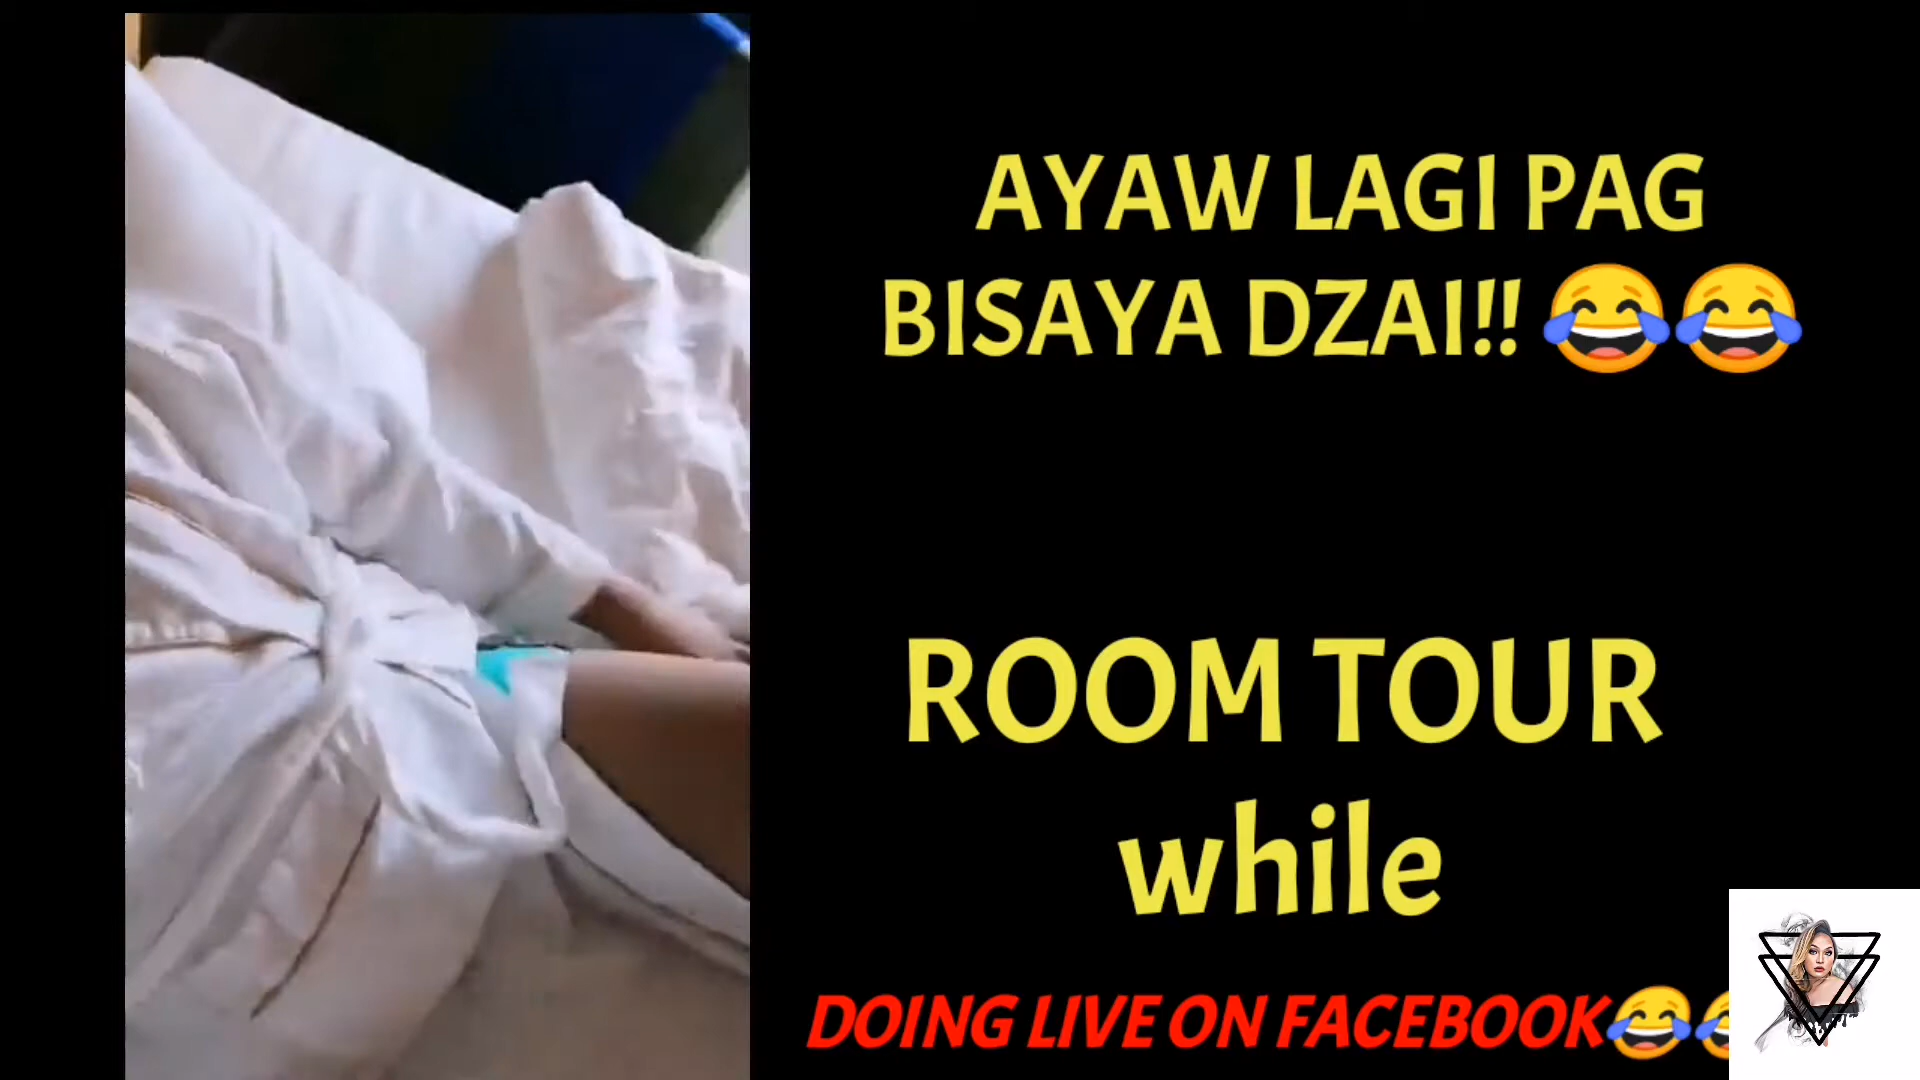 AYAW LAGI PAG
BISAYA DZAI!! 😂😂
ROOM TOUR
while
DOING LIVE ON FACEBOOK😂😂